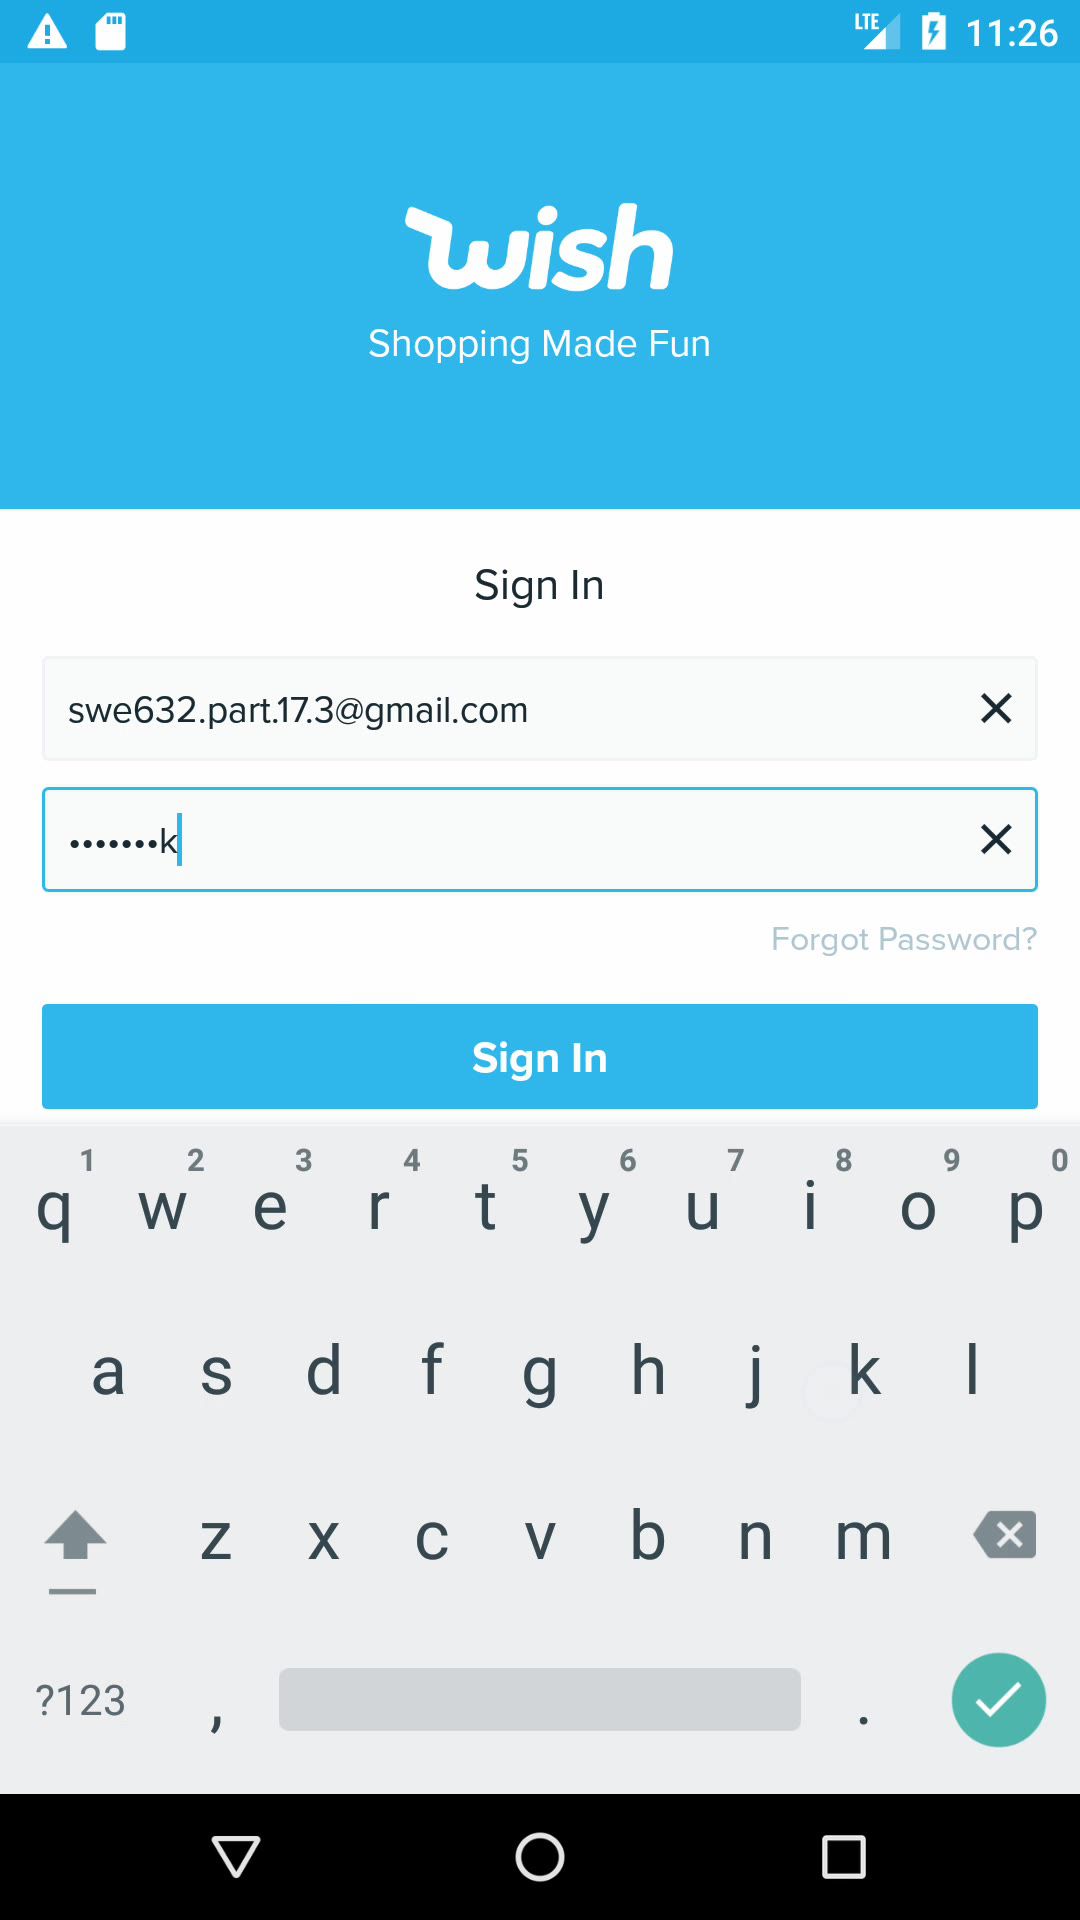 LTE 11:26
wish
Shopping Made Fun
Sign In
swe632.part.17.3@gmail.com
•••••••k
Forgot Password?
Sign In
1 2 3 4 5 6 7 8 9 0
q w e r t y u i o p
a s d f g h j k l
z x c v b n m
?123 , .